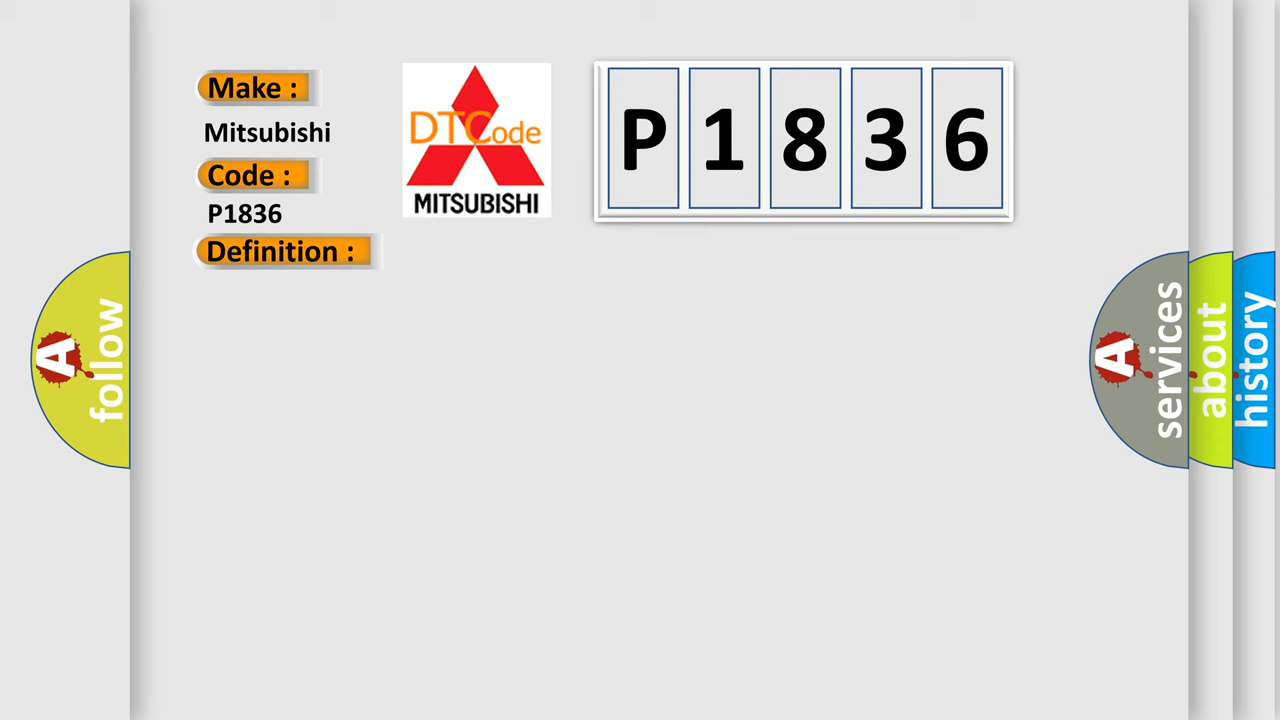 Make :
Mitsubishi
Code :
P1836
Definition :
DTCode
MITSUBISHI
P 1 8 3 6
A follow
A services
about
history